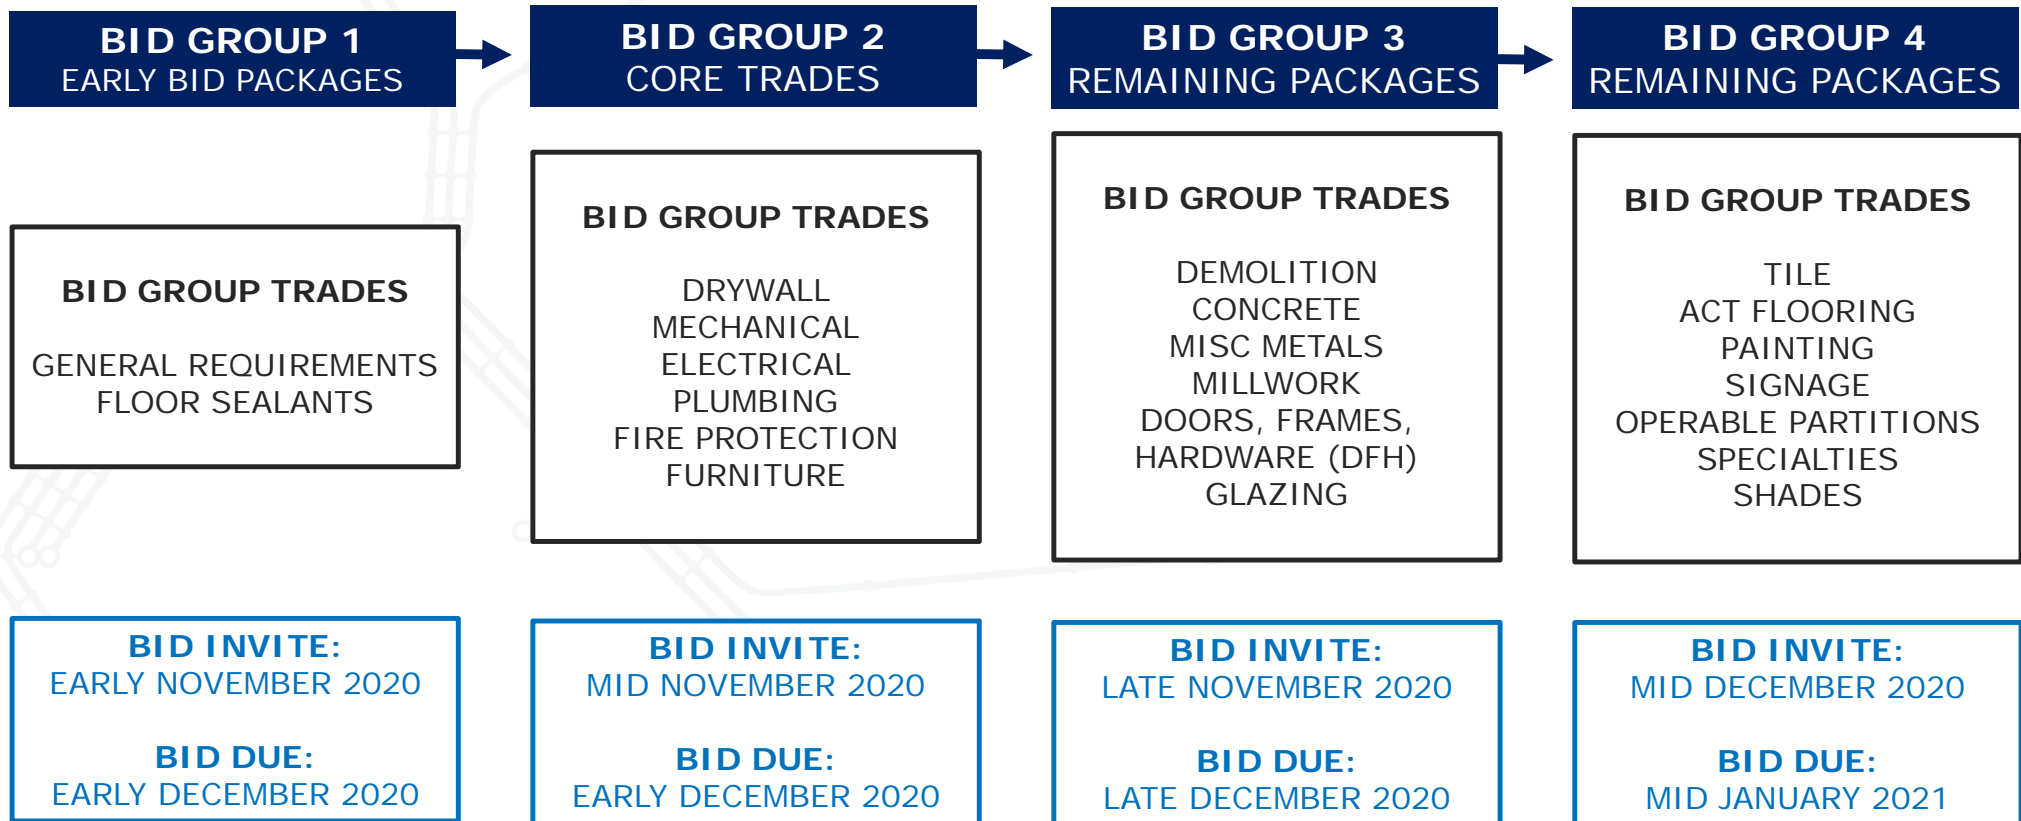 BID GROUP 1
EARLY BID PACKAGES
BID GROUP TRADES
GENERAL REQUIREMENTS
FLOOR SEALANTS
BID INVITE:
EARLY NOVEMBER 2020
BID DUE:
EARLY DECEMBER 2020
BID GROUP 2
CORE TRADES
BID GROUP TRADES
DRYWALL
MECHANICAL
ELECTRICAL
PLUMBING
FIRE PROTECTION
FURNITURE
BID INVITE:
MID NOVEMBER 2020
BID DUE:
EARLY DECEMBER 2020
BID GROUP 3
REMAINING PACKAGES
BID GROUP TRADES
DEMOLITION
CONCRETE
MISC METALS
MILLWORK
DOORS, FRAMES,
HARDWARE (DFH)
GLAZING
BID INVITE:
LATE NOVEMBER 2020
BID DUE:
LATE DECEMBER 2020
BID GROUP 4
REMAINING PACKAGES
BID GROUP TRADES
TILE
ACT FLOORING
PAINTING
SIGNAGE
OPERABLE PARTITIONS
SPECIALTIES
SHADES
BID INVITE:
MID DECEMBER 2020
BID DUE:
MID JANUARY 2021